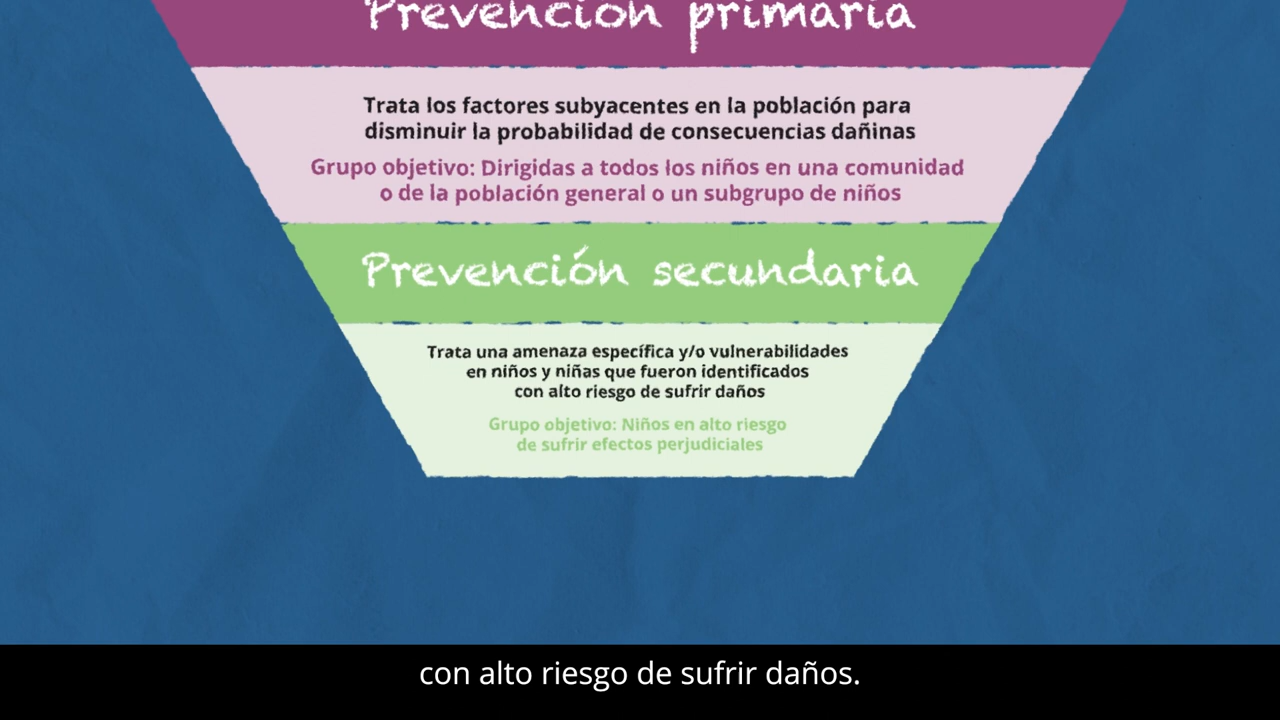 Prevención primaria
Trata los factores subyacentes en la población para
disminuir la probabilidad de consecuencias dañinas
Grupo objetivo: Dirigidas a todos los niños en una comunidad
o de la población general o un subgrupo de niños
Prevención secundaria
Trata una amenaza específica y/o vulnerabilidades
en niños y niñas que fueron identificados
con alto riesgo de sufrir daños
Grupo objetivo: Niños en alto riesgo
de sufrir efectos perjudiciales
con alto riesgo de sufrir daños.